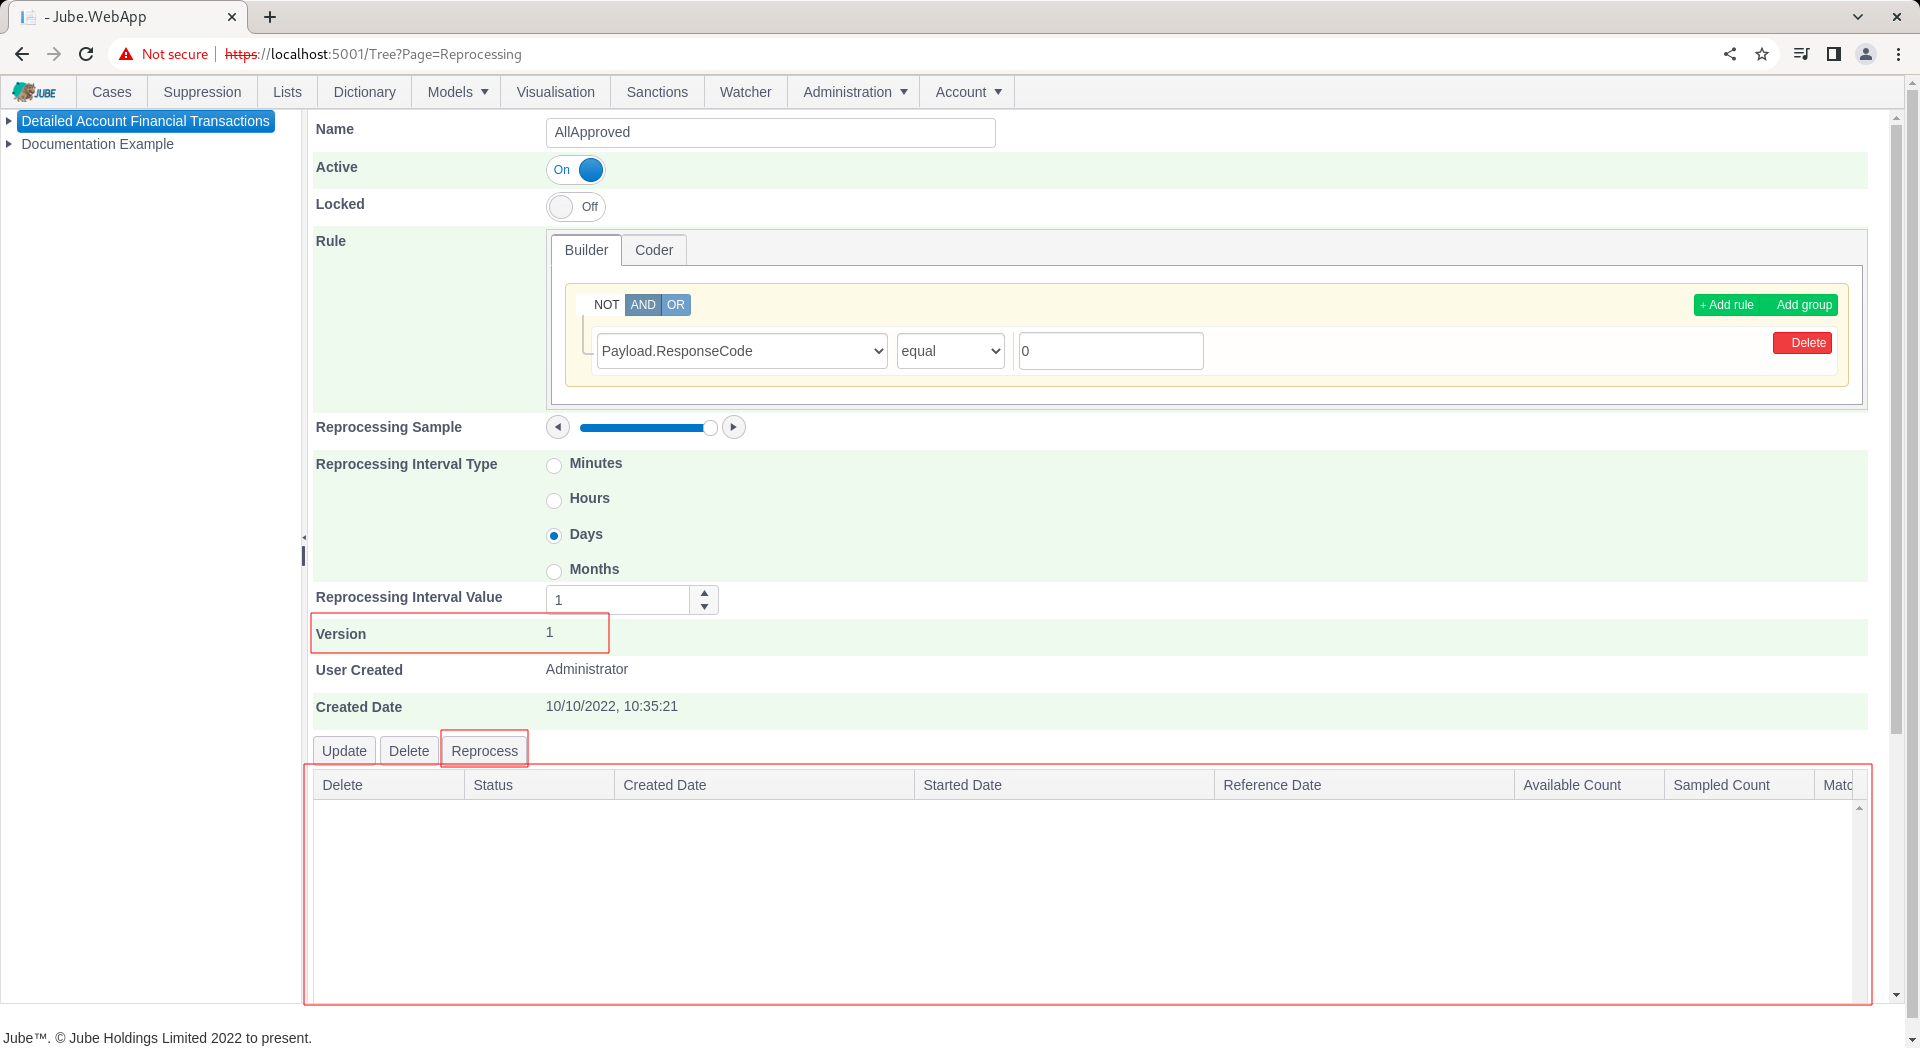 - Jube.WebApp
Not secure https://localhost:5001/Tree?Page=Reprocessing
JUBE Cases Suppression Lists Dictionary Models Visualisation Sanctions Watcher Administration Account
Detailed Account Financial Transactions
Documentation Example
Name AllApproved
Active On
Locked Off
Rule Builder Coder
NOT AND OR + Add rule Add group
Payload.ResponseCode equal 0 Delete
Reprocessing Sample
Reprocessing Interval Type Minutes
Hours
Days
Months
Reprocessing Interval Value 1
Version 1
User Created Administrator
Created Date 10/10/2022, 10:35:21
Update Delete Reprocess
Delete Status Created Date Started Date Reference Date Available Count Sampled Count Matc
Jube™. © Jube Holdings Limited 2022 to present.